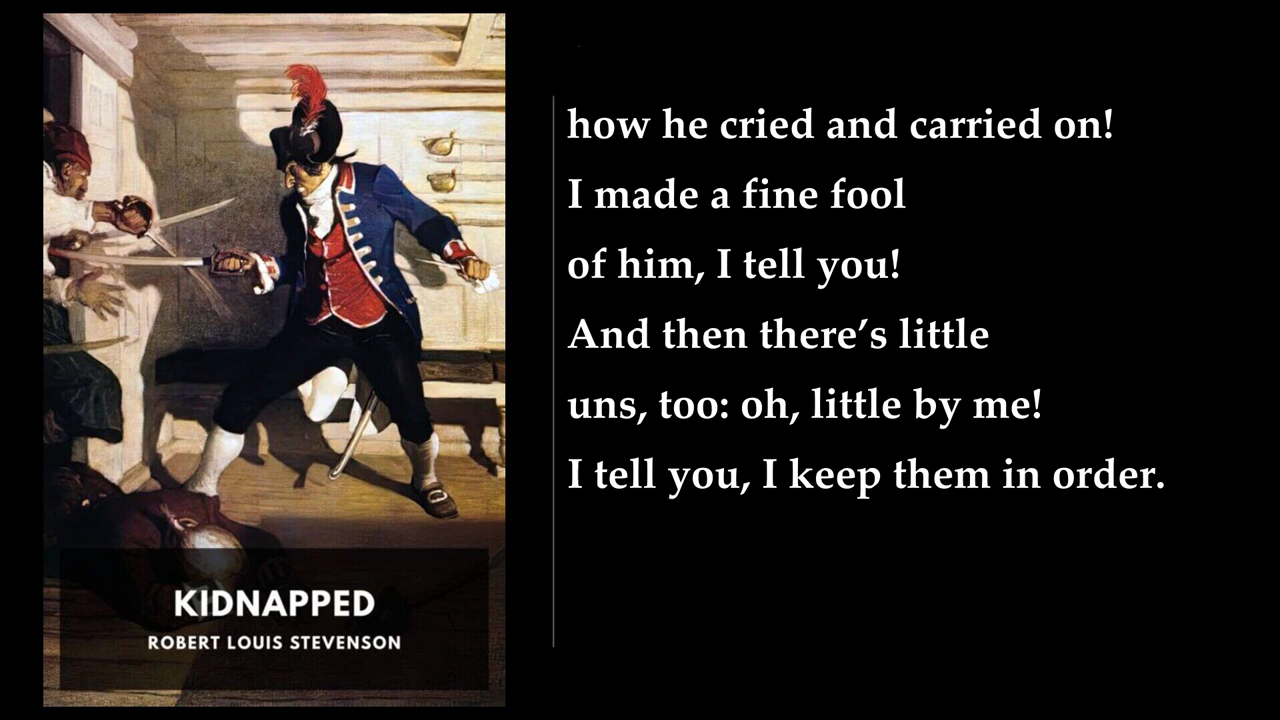 KIDNAPPED
ROBERT LOUIS STEVENSON
how he cried and carried on!
I made a fine fool
of him, I tell you!
And then there’s little
uns, too: oh, little by me!
I tell you, I keep them in order.